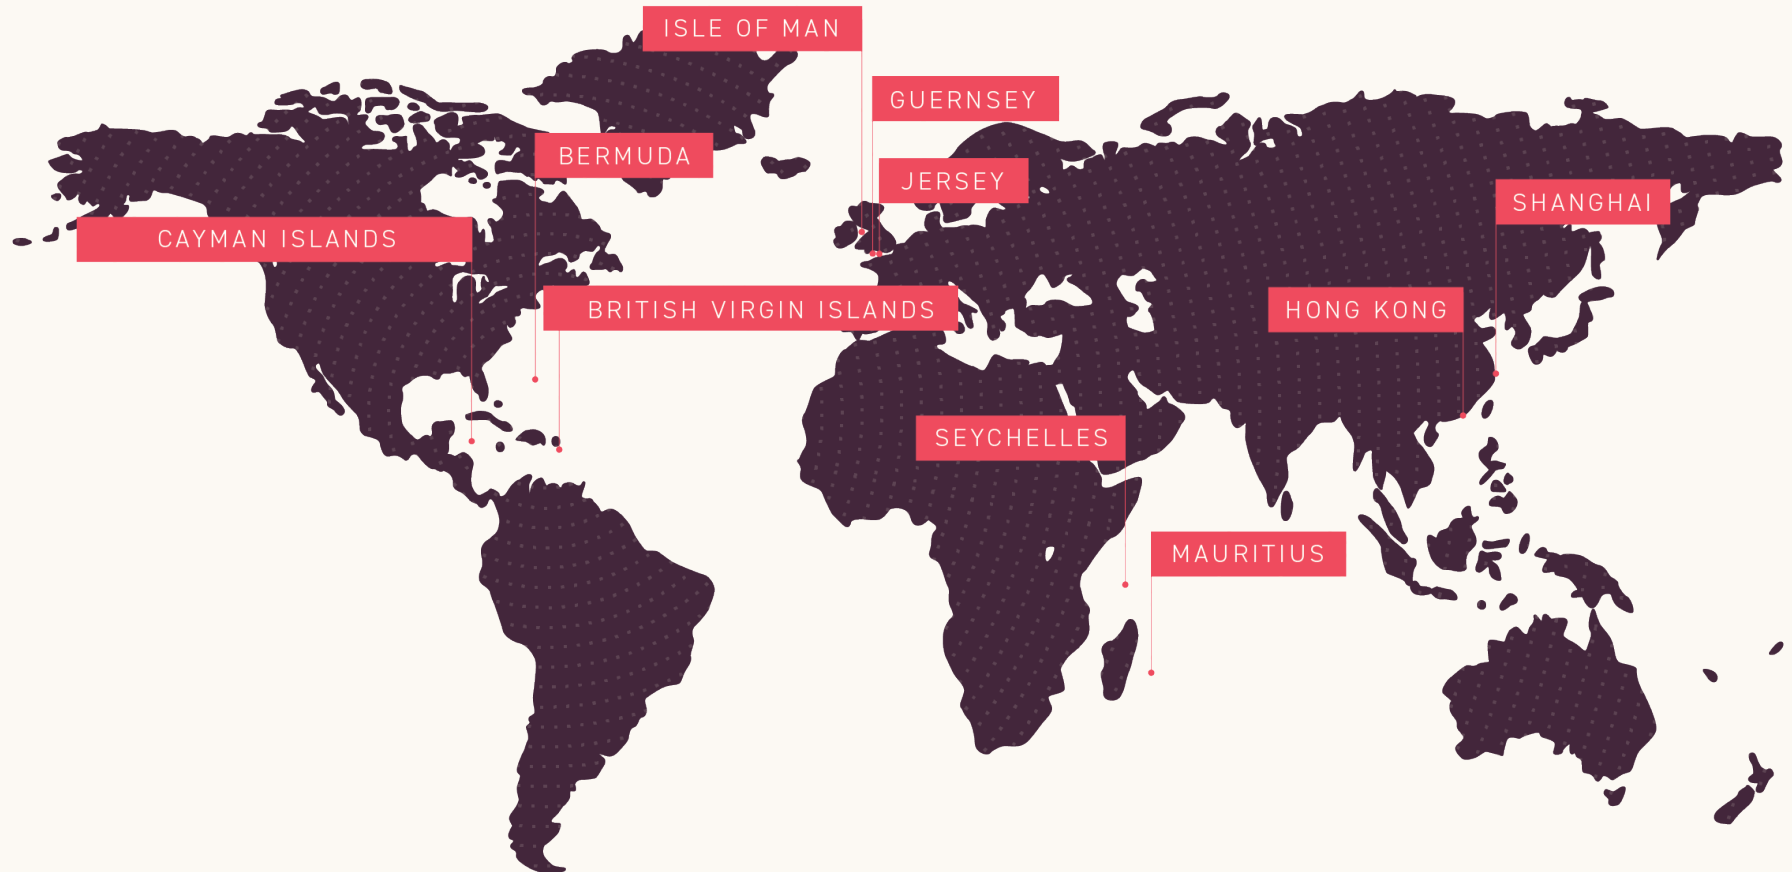 ISLE OF MAN
GUERNSEY
BERMUDA
JERSEY
SHANGHAI
CAYMAN ISLANDS
BRITISH VIRGIN ISLANDS
HONG KONG
SEYCHELLES
MAURITIUS